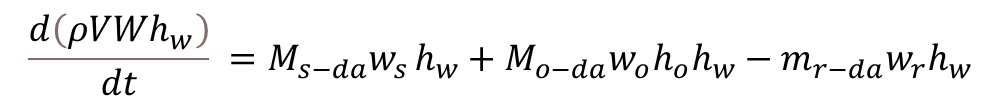 d(ρVWh_w)/dt = M_{s−da}w_s h_w + M_{o−da}w_o h_o h_w − m_{r−da}w_r h_w